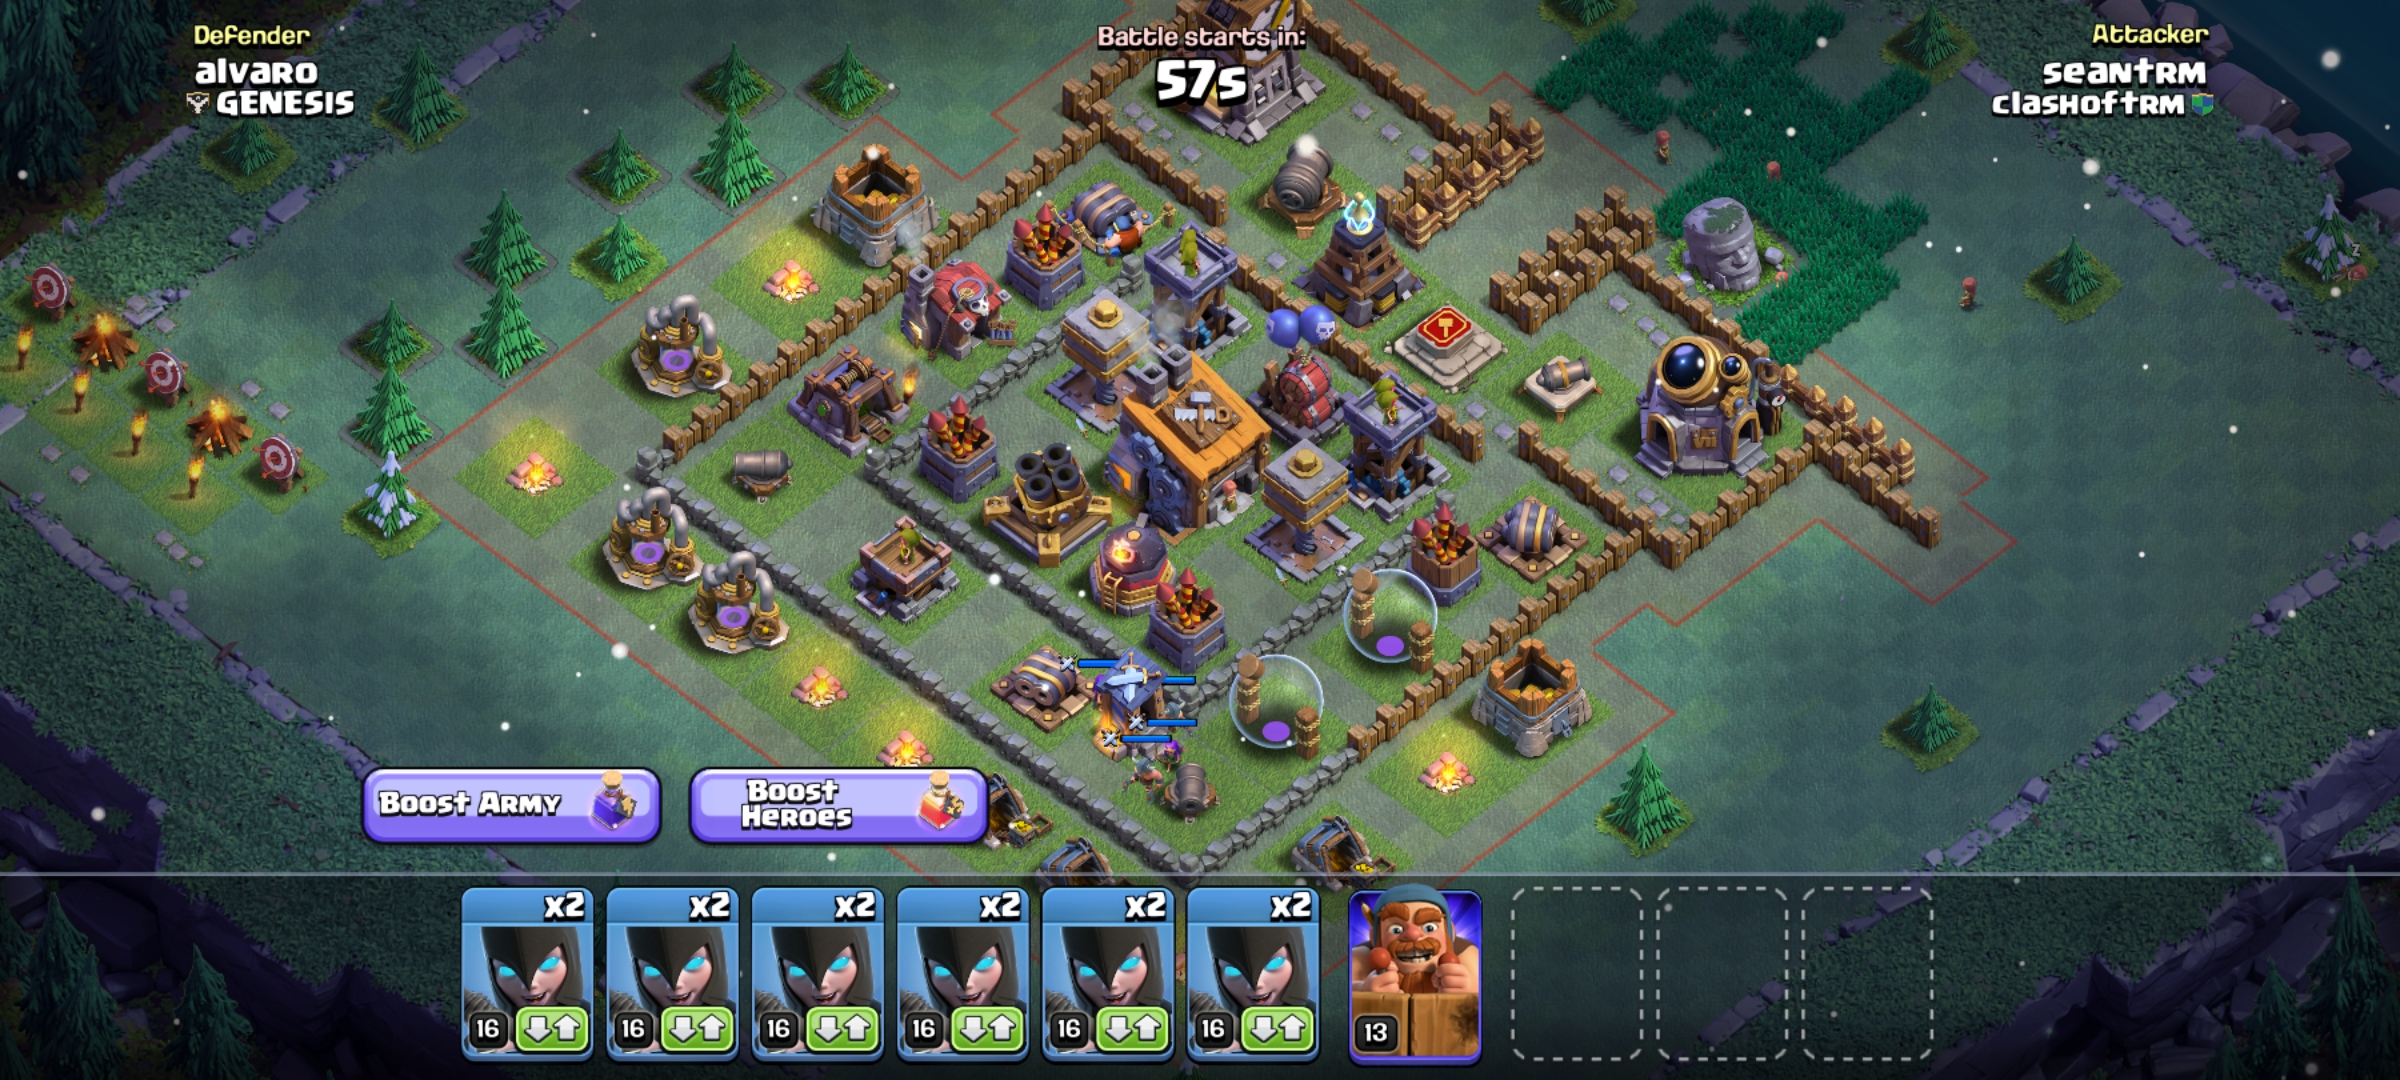 Defender
alvaro
GENESIS
Battle starts in:
57s
Attacker
seantRM
clashoftRM
z
Boost Army
Boost
Heroes
x2
x2
x2
x2
x2
x2
16
16
16
16
16
16
13